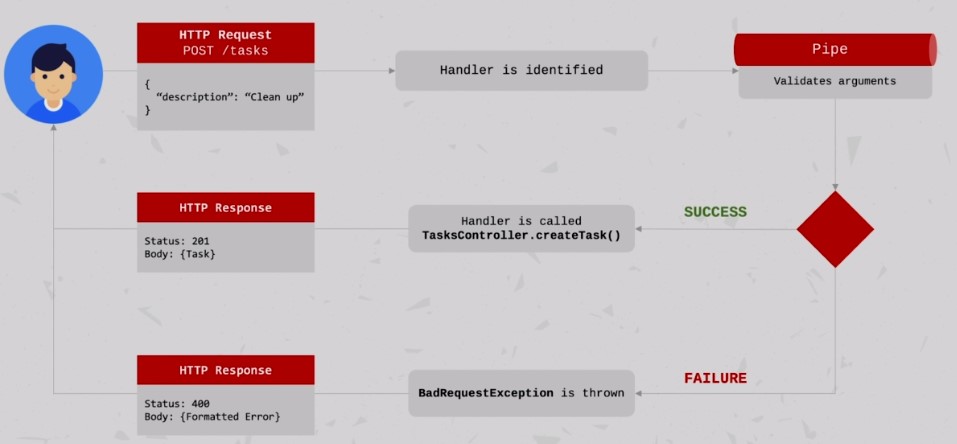 HTTP Request
POST /tasks
{
“description”: “Clean up”
}
Handler is identified
Pipe
Validates arguments
HTTP Response
Status: 201
Body: {Task}
Handler is called
TasksController.createTask()
SUCCESS
HTTP Response
Status: 400
Body: {Formatted Error}
BadRequestException is thrown
FAILURE